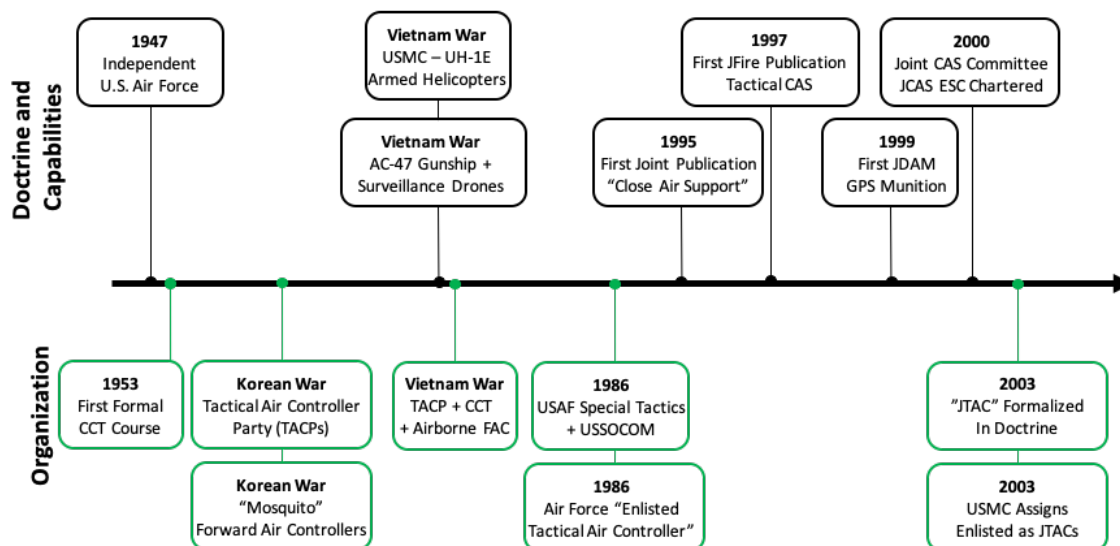 Doctrine and
Capabilities
1947
Independent
U.S. Air Force
Vietnam War
USMC – UH-1E
Armed Helicopters
Vietnam War
AC-47 Gunship +
Surveillance Drones
1995
First Joint Publication
“Close Air Support”
1997
First JFire Publication
Tactical CAS
1999
First JDAM
GPS Munition
2000
Joint CAS Committee
JCAS ESC Chartered
Organization
1953
First Formal
CCT Course
Korean War
Tactical Air Controller
Party (TACPs)
Korean War
“Mosquito”
Forward Air Controllers
Vietnam War
TACP + CCT
+ Airborne FAC
1986
USAF Special Tactics
+ USSOCOM
1986
Air Force “Enlisted
Tactical Air Controller”
2003
”JTAC” Formalized
In Doctrine
2003
USMC Assigns
Enlisted as JTACs